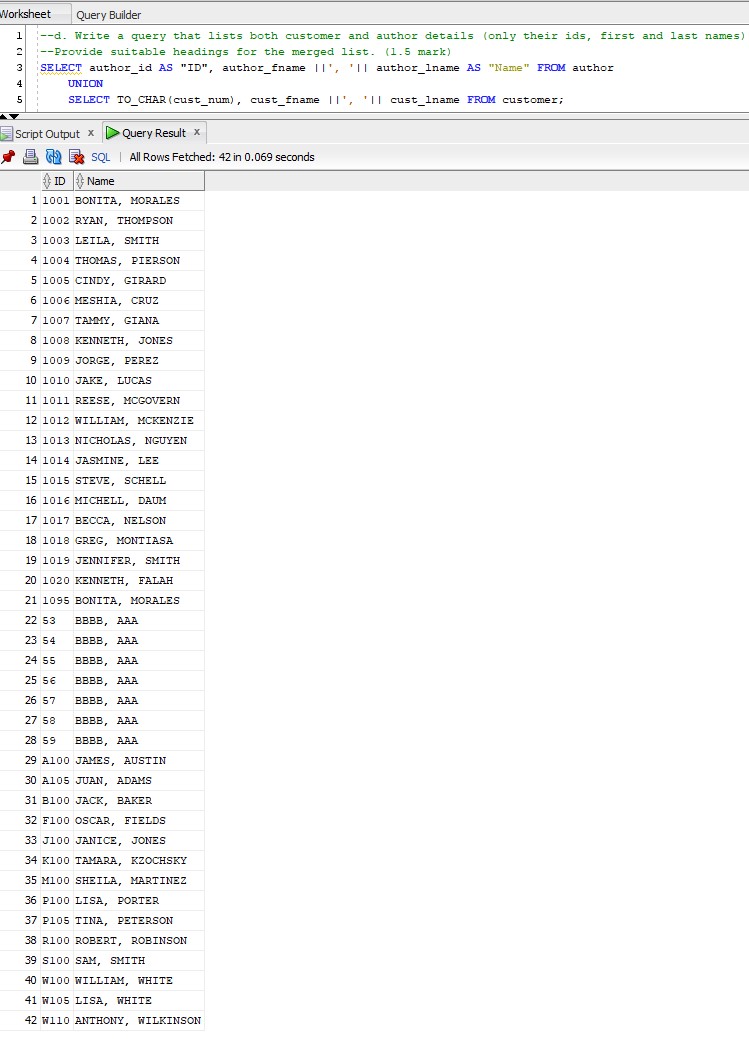 Worksheet Query Builder
1 --d. Write a query that lists both customer and author details (only their ids, first and last names)
2 --Provide suitable headings for the merged list. (1.5 mark)
3 SELECT author_id AS "ID", author_fname ||', '|| author_lname AS "Name" FROM author
4 UNION
5 SELECT TO_CHAR(cust_num), cust_fname ||', '|| cust_lname FROM customer;
Script Output x Query Result x
SQL | All Rows Fetched: 42 in 0.069 seconds
ID Name
1 1001 BONITA, MORALES
2 1002 RYAN, THOMPSON
3 1003 LEILA, SMITH
4 1004 THOMAS, PIERSON
5 1005 CINDY, GIRARD
6 1006 MESHIA, CRUZ
7 1007 TAMMY, GIANA
8 1008 KENNETH, JONES
9 1009 JORGE, PEREZ
10 1010 JAKE, LUCAS
11 1011 REESE, MCGOVERN
12 1012 WILLIAM, MCKENZIE
13 1013 NICHOLAS, NGUYEN
14 1014 JASMINE, LEE
15 1015 STEVE, SCHELL
16 1016 MICHELL, DAUM
17 1017 BECCA, NELSON
18 1018 GREG, MONTIASA
19 1019 JENNIFER, SMITH
20 1020 KENNETH, FALAH
21 1095 BONITA, MORALES
22 53 BBBB, AAA
23 54 BBBB, AAA
24 55 BBBB, AAA
25 56 BBBB, AAA
26 57 BBBB, AAA
27 58 BBBB, AAA
28 59 BBBB, AAA
29 A100 JAMES, AUSTIN
30 A105 JUAN, ADAMS
31 B100 JACK, BAKER
32 F100 OSCAR, FIELDS
33 J100 JANICE, JONES
34 K100 TAMARA, KZOCHSKY
35 M100 SHEILA, MARTINEZ
36 P100 LISA, PORTER
37 P105 TINA, PETERSON
38 R100 ROBERT, ROBINSON
39 S100 SAM, SMITH
40 W100 WILLIAM, WHITE
41 W105 LISA, WHITE
42 W110 ANTHONY, WILKINSON